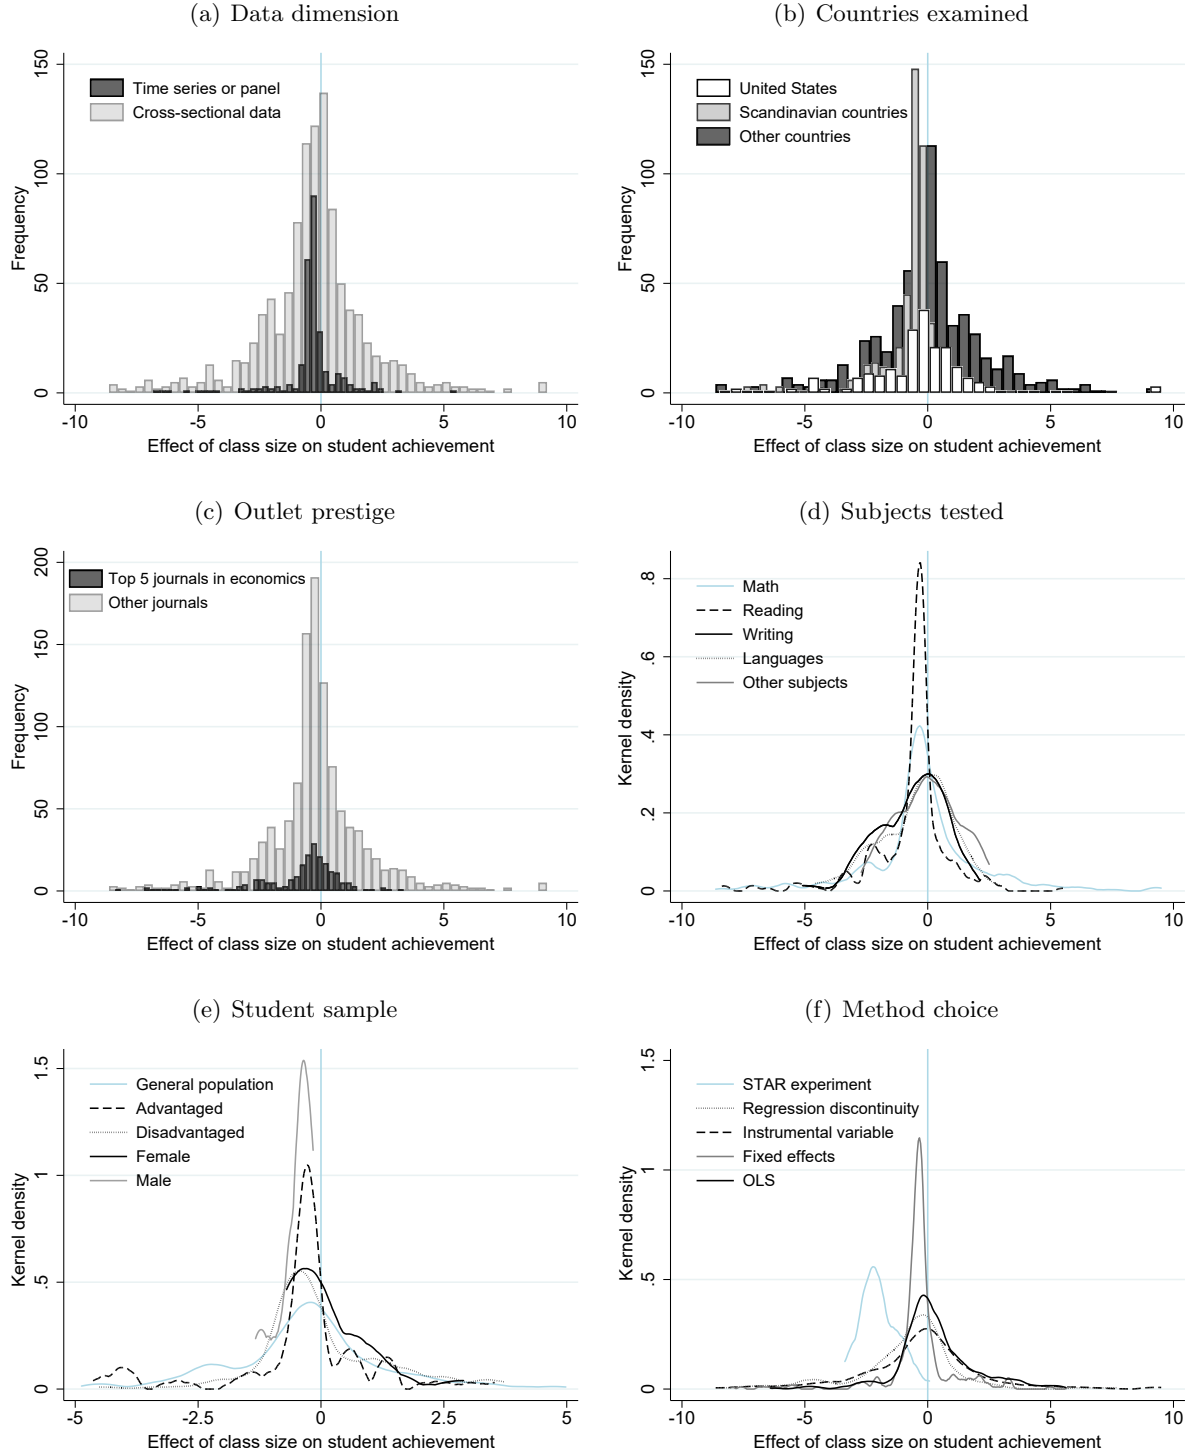 (a) Data dimension
150
100
50
0
Frequency
Time series or panel
Cross-sectional data
-10 -5 0 5 10
Effect of class size on student achievement
(b) Countries examined
150
100
50
0
Frequency
United States
Scandinavian countries
Other countries
-10 -5 0 5 10
Effect of class size on student achievement
(c) Outlet prestige
200
150
100
50
0
Frequency
Top 5 journals in economics
Other journals
-10 -5 0 5 10
Effect of class size on student achievement
(d) Subjects tested
.8
.6
.4
.2
0
Kernel density
Math
Reading
Writing
Languages
Other subjects
-10 -5 0 5 10
Effect of class size on student achievement
(e) Student sample
1.5
1
.5
0
Kernel density
General population
Advantaged
Disadvantaged
Female
Male
-5 -2.5 0 2.5 5
Effect of class size on student achievement
(f) Method choice
1.5
1
.5
0
Kernel density
STAR experiment
Regression discontinuity
Instrumental variable
Fixed effects
OLS
-10 -5 0 5 10
Effect of class size on student achievement